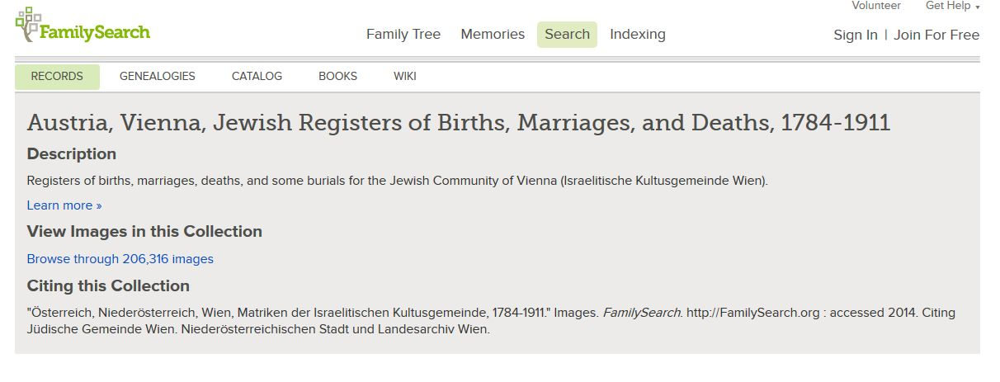 Volunteer Get Help
FamilySearch
Family Tree Memories Search Indexing
Sign In | Join For Free
RECORDS GENEALOGIES CATALOG BOOKS WIKI
Austria, Vienna, Jewish Registers of Births, Marriages, and Deaths, 1784-1911
Description
Registers of births, marriages, deaths, and some burials for the Jewish Community of Vienna (Israelitische Kultusgemeinde Wien).
Learn more »
View Images in this Collection
Browse through 206,316 images
Citing this Collection
"Österreich, Niederösterreich, Wien, Matriken der Israelitischen Kultusgemeinde, 1784-1911." Images. FamilySearch. http://FamilySearch.org : accessed 2014. Citing
Jüdische Gemeinde Wien. Niederösterreichischen Stadt und Landesarchiv Wien.